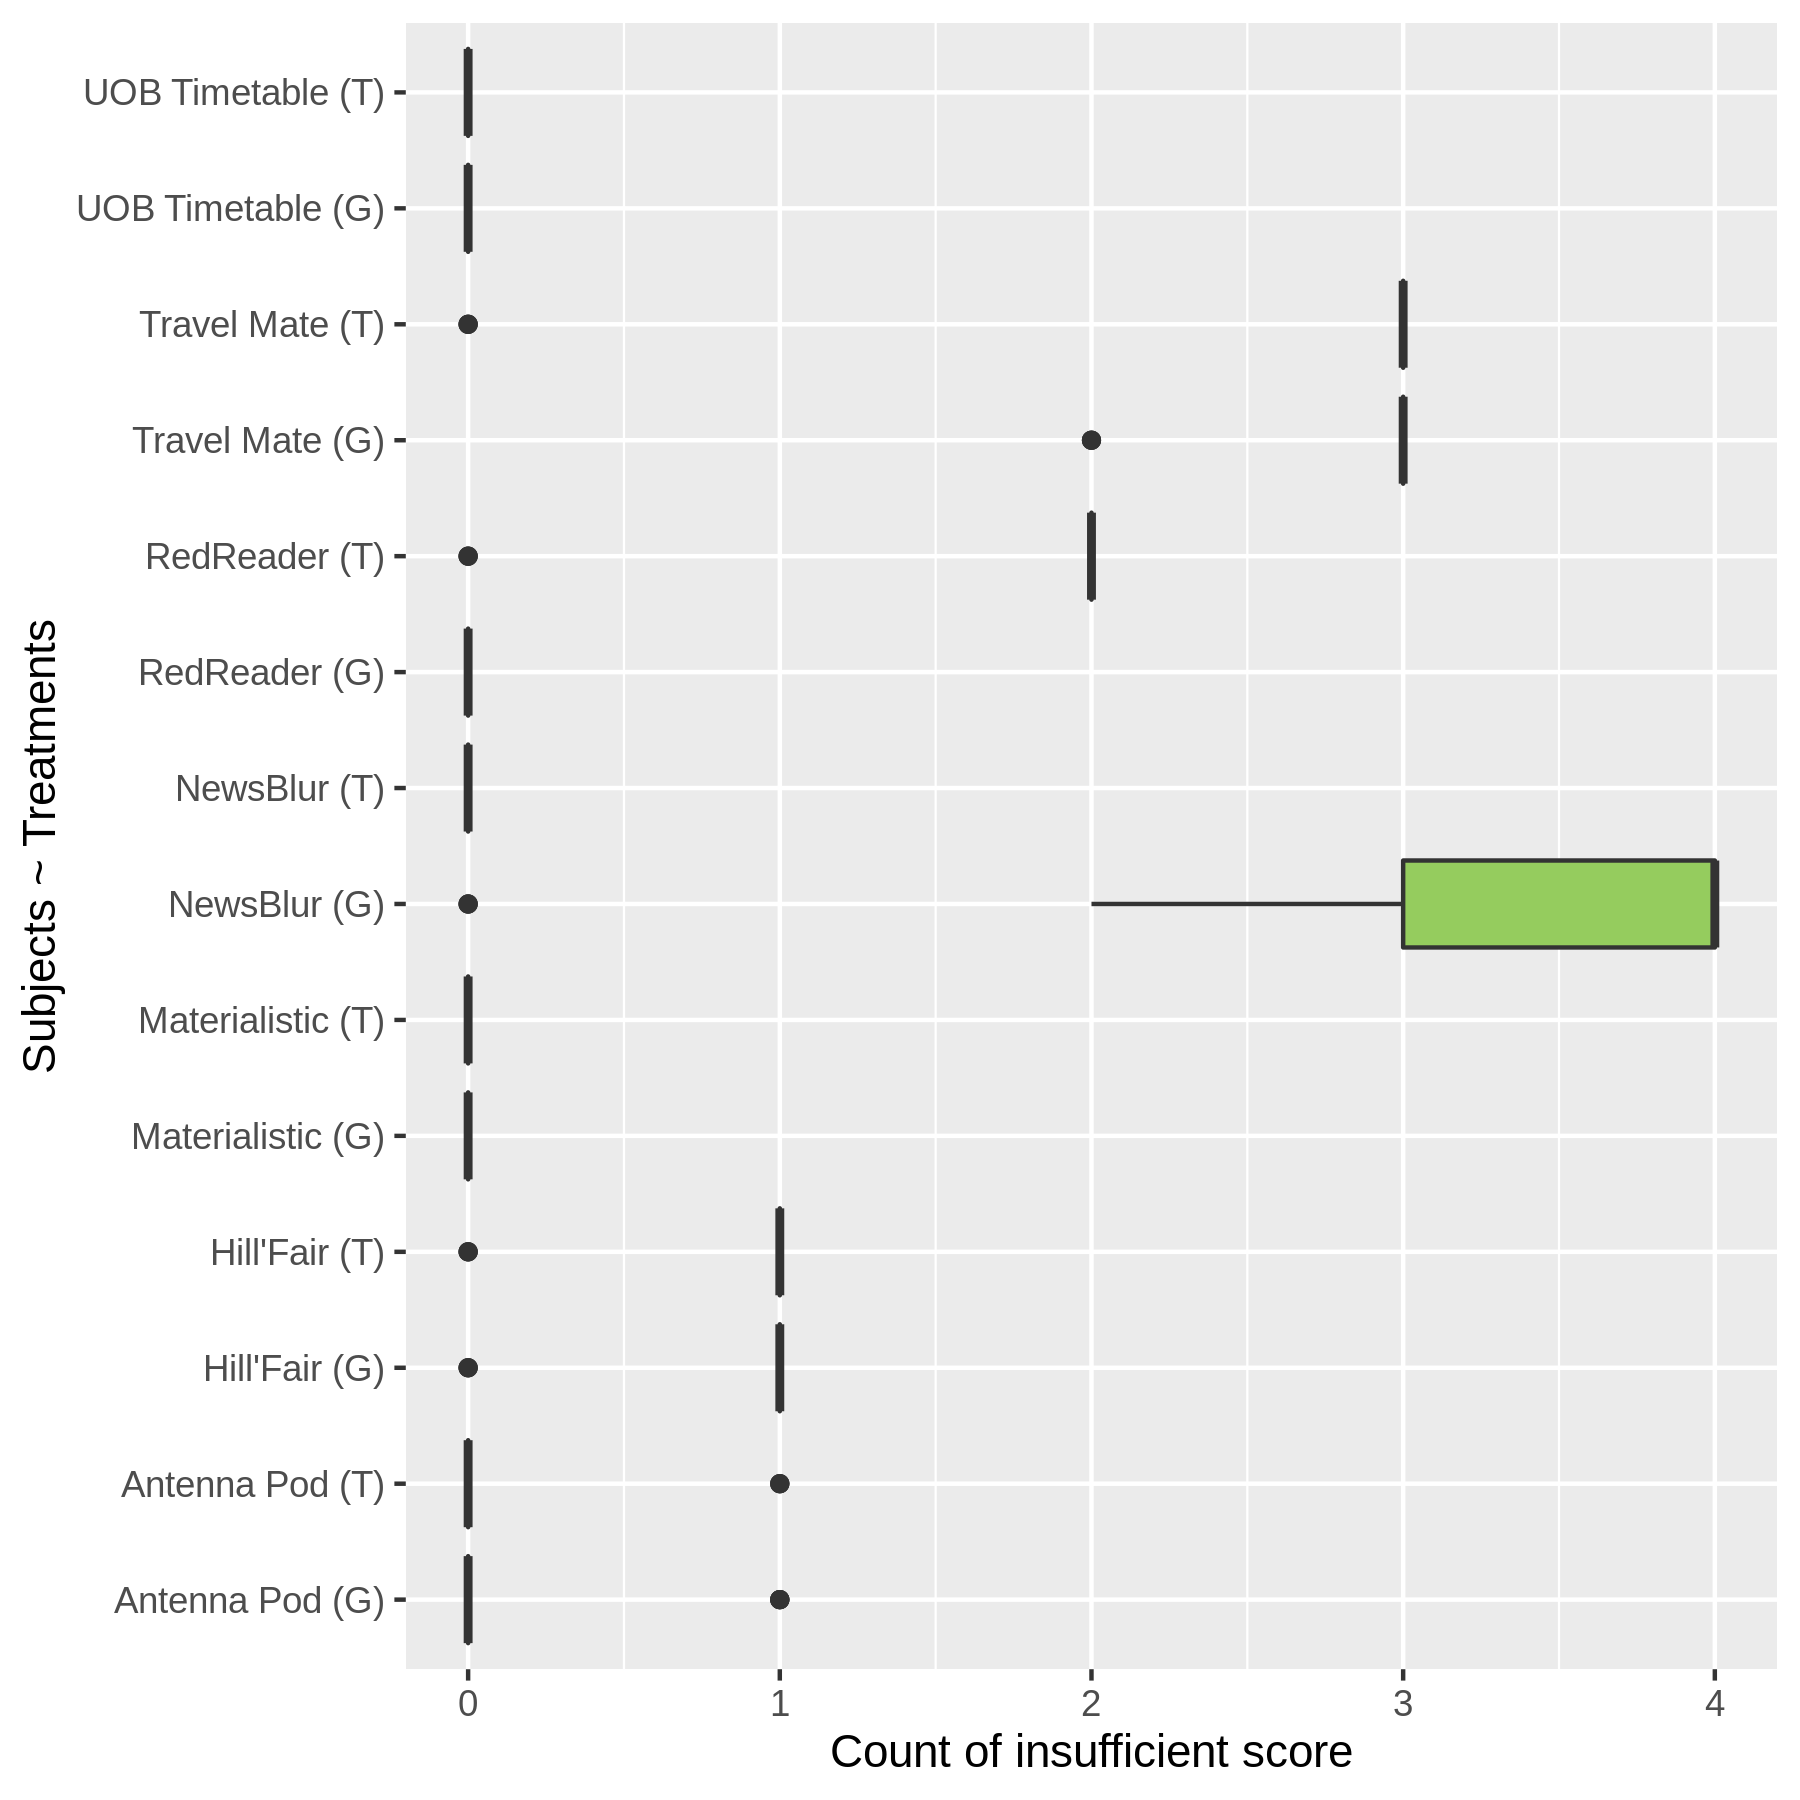 UOB Timetable (T)
UOB Timetable (G)
Travel Mate (T)
Travel Mate (G)
RedReader (T)
RedReader (G)
NewsBlur (T)
NewsBlur (G)
Materialistic (T)
Materialistic (G)
Hill'Fair (T)
Hill'Fair (G)
Antenna Pod (T)
Antenna Pod (G)
Subjects ~ Treatments
0 1 2 3 4
Count of insufficient score